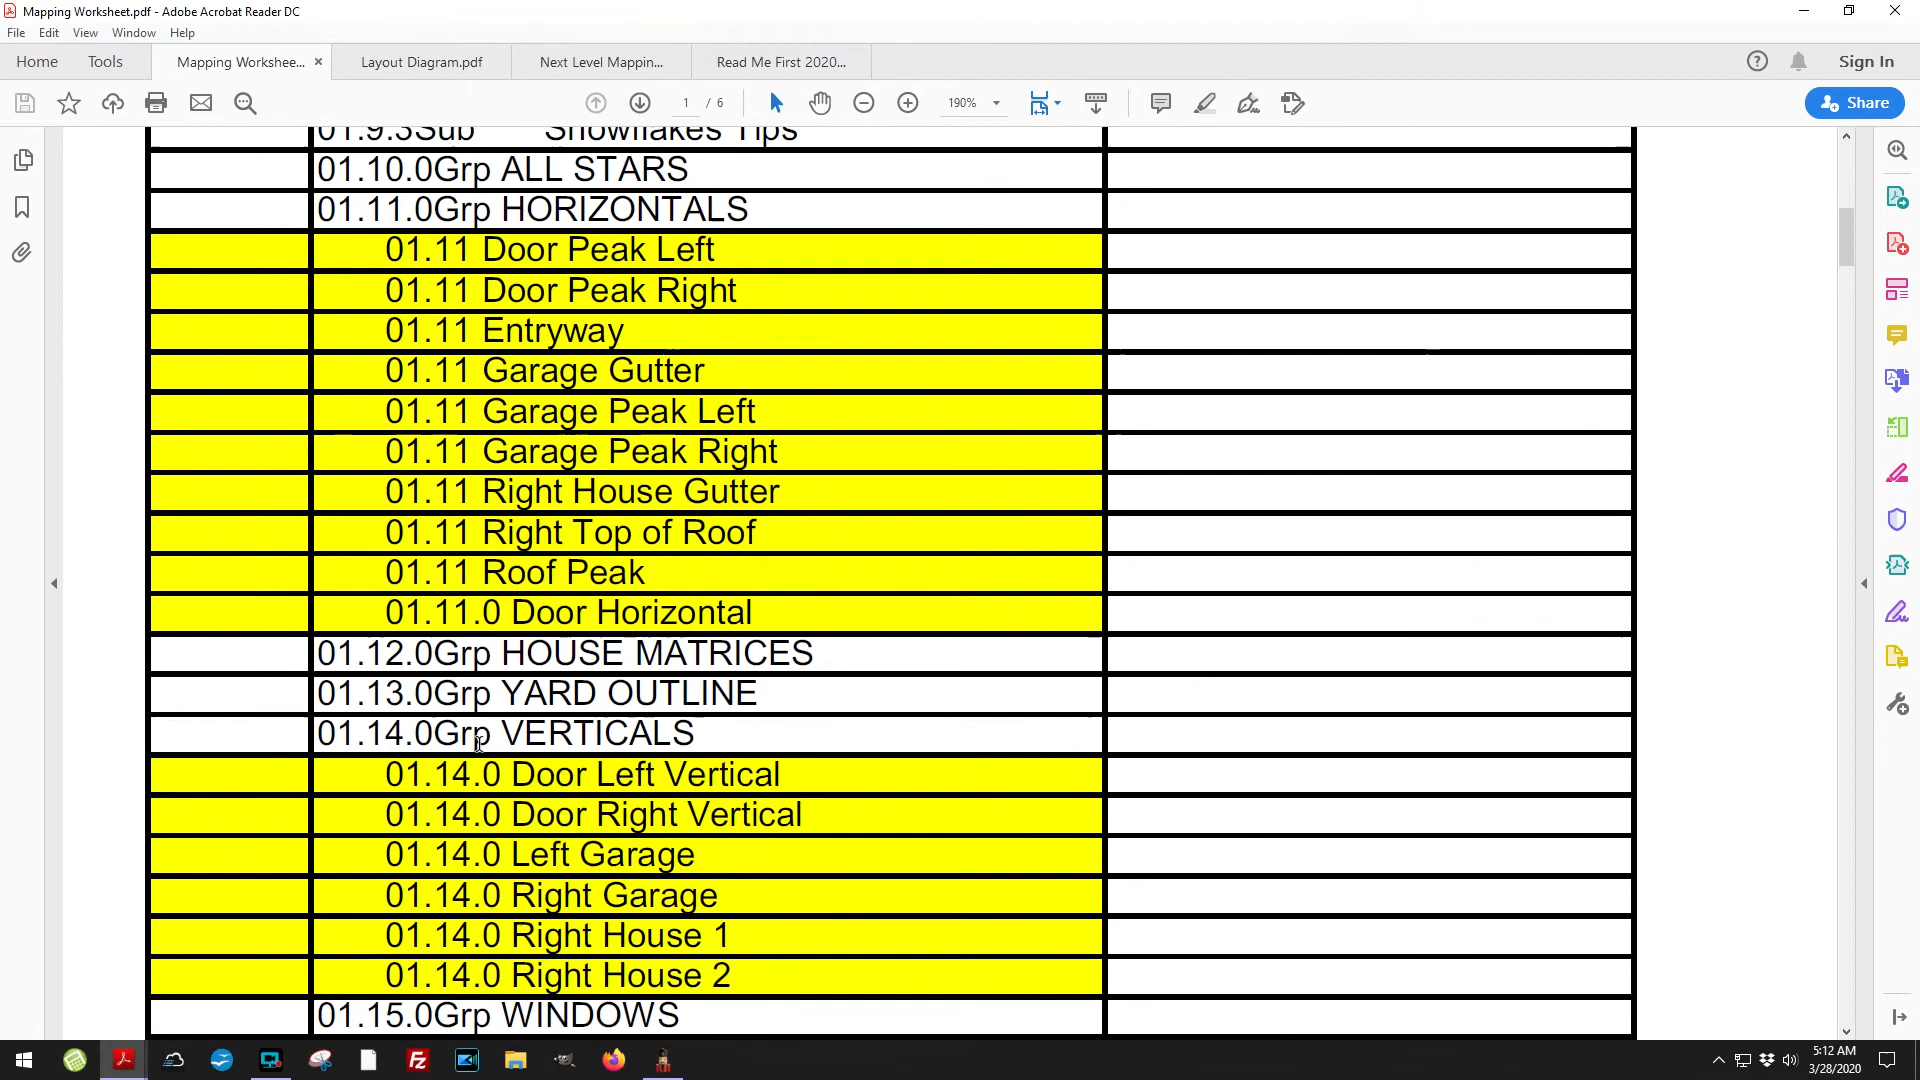 Mapping Worksheet.pdf - Adobe Acrobat Reader DC
File Edit View Window Help
Home Tools Mapping Workshee... × Layout Diagram.pdf Next Level Mappin... Read Me First 2020... Sign In
1 / 6 190% Share
01.9.3Sub Snowflakes Tips
01.10.0Grp ALL STARS
01.11.0Grp HORIZONTALS
01.11 Door Peak Left
01.11 Door Peak Right
01.11 Entryway
01.11 Garage Gutter
01.11 Garage Peak Left
01.11 Garage Peak Right
01.11 Right House Gutter
01.11 Right Top of Roof
01.11 Roof Peak
01.11.0 Door Horizontal
01.12.0Grp HOUSE MATRICES
01.13.0Grp YARD OUTLINE
01.14.0Grp VERTICALS
01.14.0 Door Left Vertical
01.14.0 Door Right Vertical
01.14.0 Left Garage
01.14.0 Right Garage
01.14.0 Right House 1
01.14.0 Right House 2
01.15.0Grp WINDOWS
5:12 AM
3/28/2020